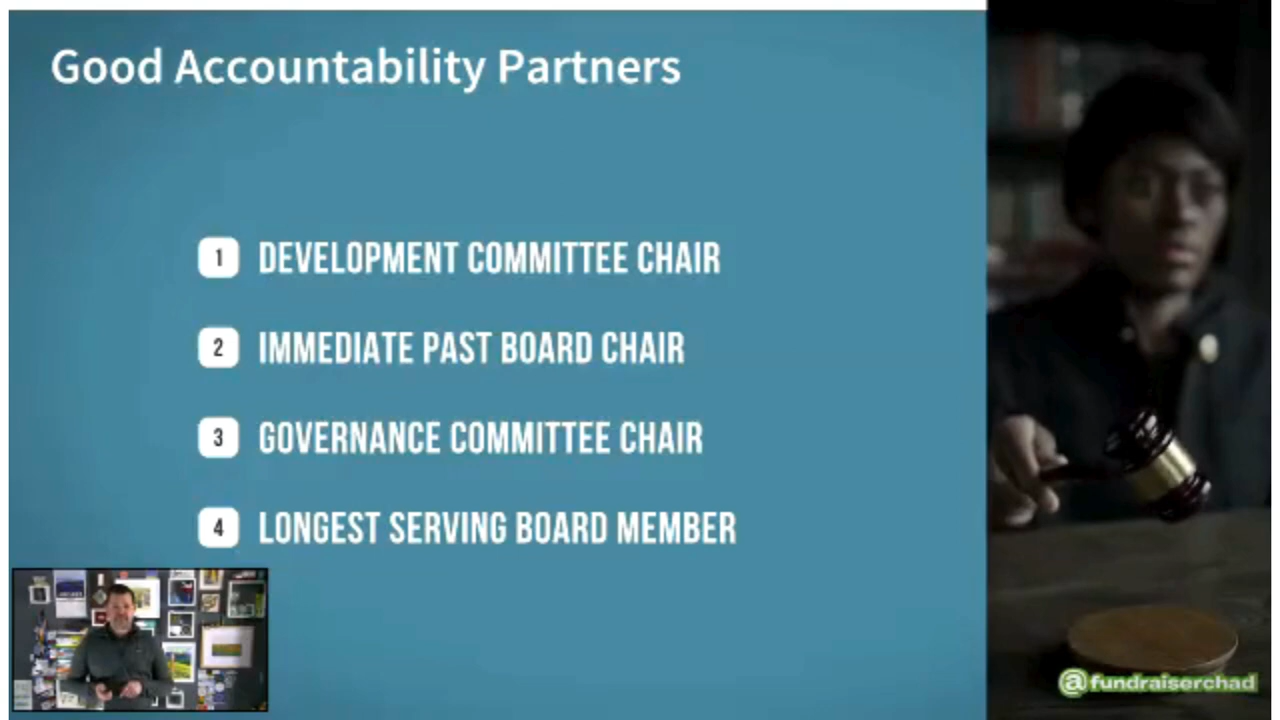 Good Accountability Partners
1 DEVELOPMENT COMMITTEE CHAIR
2 IMMEDIATE PAST BOARD CHAIR
3 GOVERNANCE COMMITTEE CHAIR
4 LONGEST SERVING BOARD MEMBER
@fundraiserchad